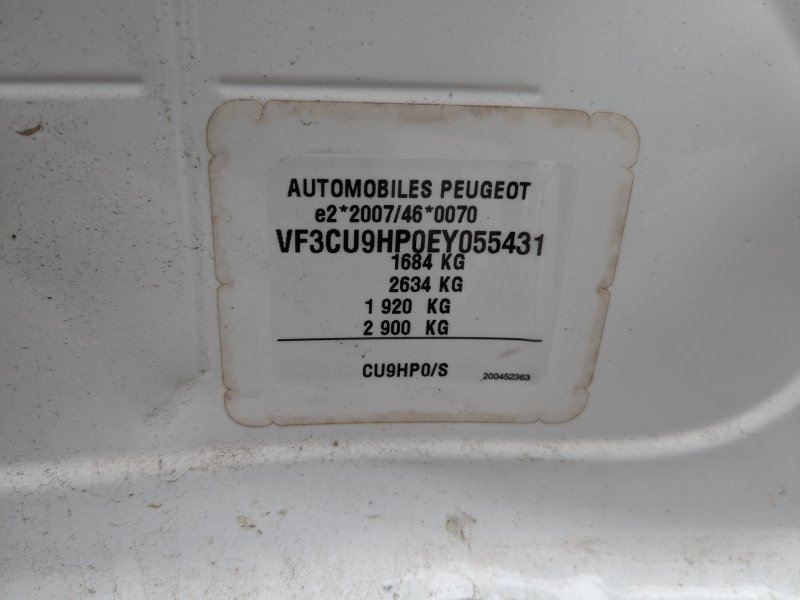 AUTOMOBILES PEUGEOT
e2*2007/46*0070
VF3CU9HP0EY055431
1684 KG
2634 KG
1 920 KG
2 900 KG
CU9HP0/S
200452363